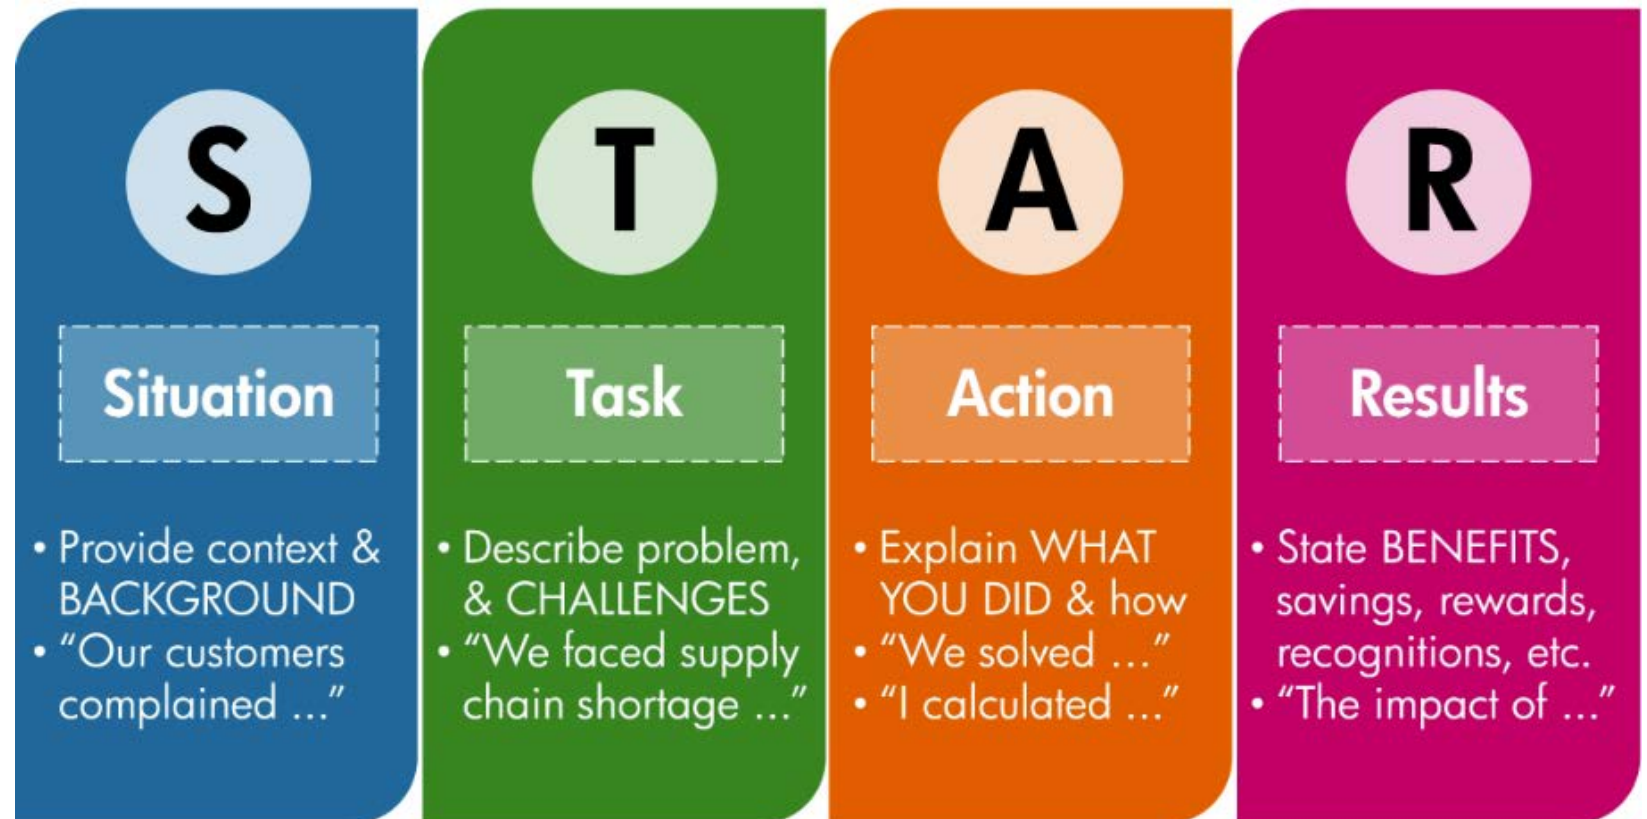 S
Situation
• Provide context &
BACKGROUND
• “Our customers
complained ...”
T
Task
• Describe problem,
& CHALLENGES
• “We faced supply
chain shortage ...”
A
Action
• Explain WHAT
YOU DID & how
• “We solved ...”
• “I calculated ...”
R
Results
• State BENEFITS,
savings, rewards,
recognitions, etc.
• “The impact of ...”